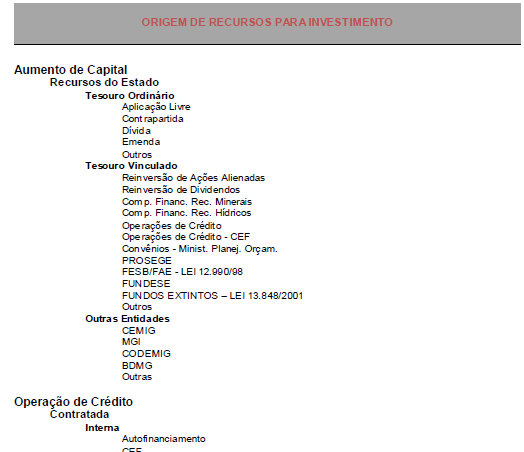 ORIGEM DE RECURSOS PARA INVESTIMENTO
Aumento de Capital
Recursos do Estado
Tesouro Ordinário
Aplicação Livre
Contrapartida
Dívida
Emenda
Outros
Tesouro Vinculado
Reinversão de Ações Alienadas
Reinversão de Dividendos
Comp. Financ. Rec. Minerais
Comp. Financ. Rec. Hídricos
Operações de Crédito
Operações de Crédito - CEF
Convênios - Minist. Planej. Orçam.
PROSEGE
FESB/FAE - LEI 12.990/98
FUNDESE
FUNDOS EXTINTOS – LEI 13.848/2001
Outros
Outras Entidades
CEMIG
MGI
CODEMIG
BDMG
Outras
Operação de Crédito
Contratada
Interna
Autofinanciamento
CEF